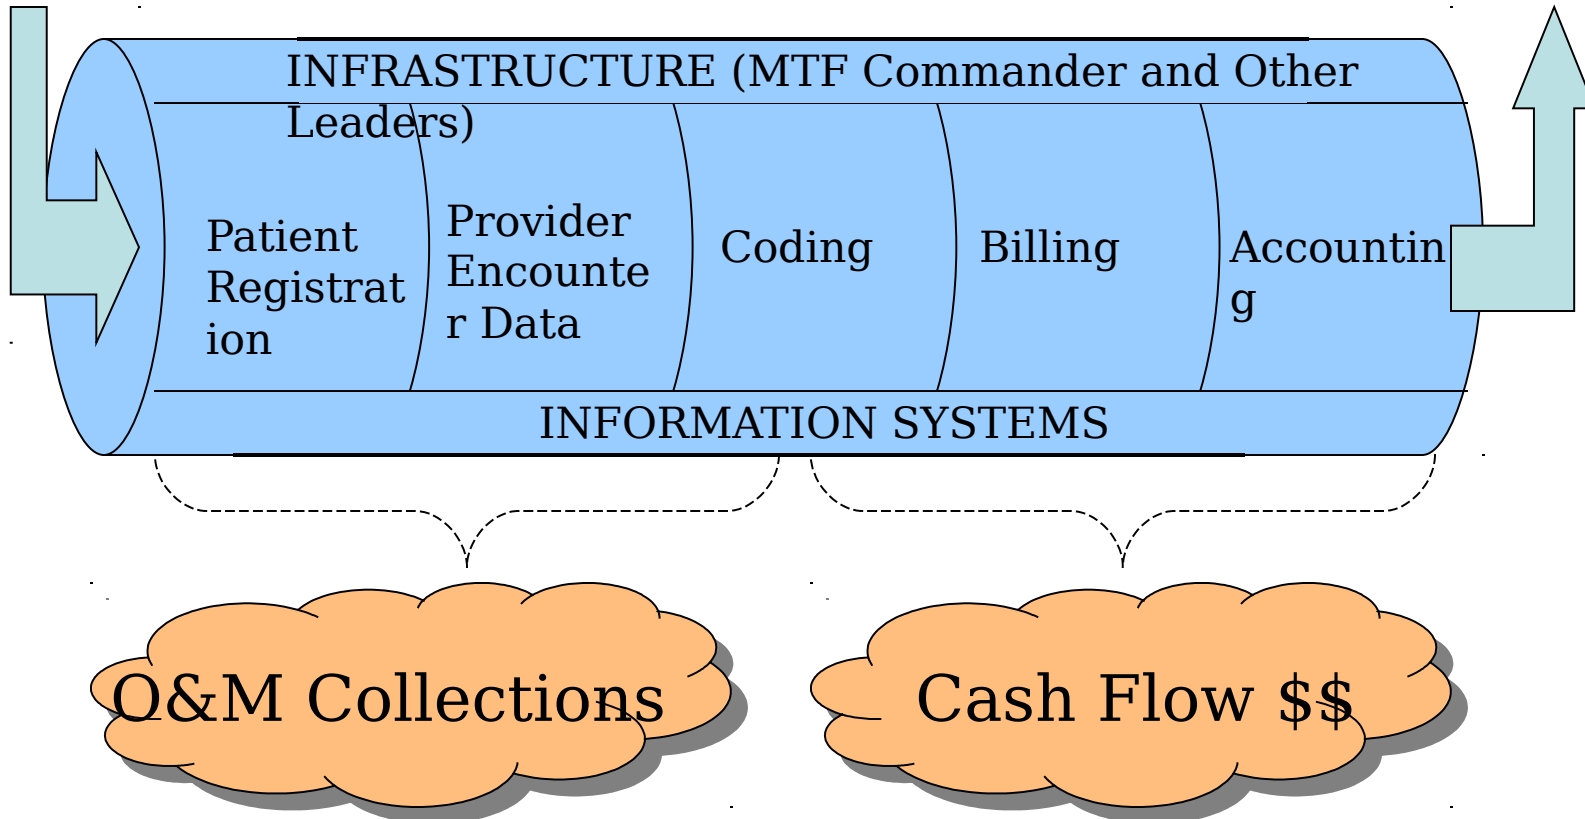 INFRASTRUCTURE (MTF Commander and Other
Leaders)
Patient
Registrat
ion
Provider
Encounte
r Data
Coding
Billing
Accountin
g
INFORMATION SYSTEMS
O&M Collections
Cash Flow $$